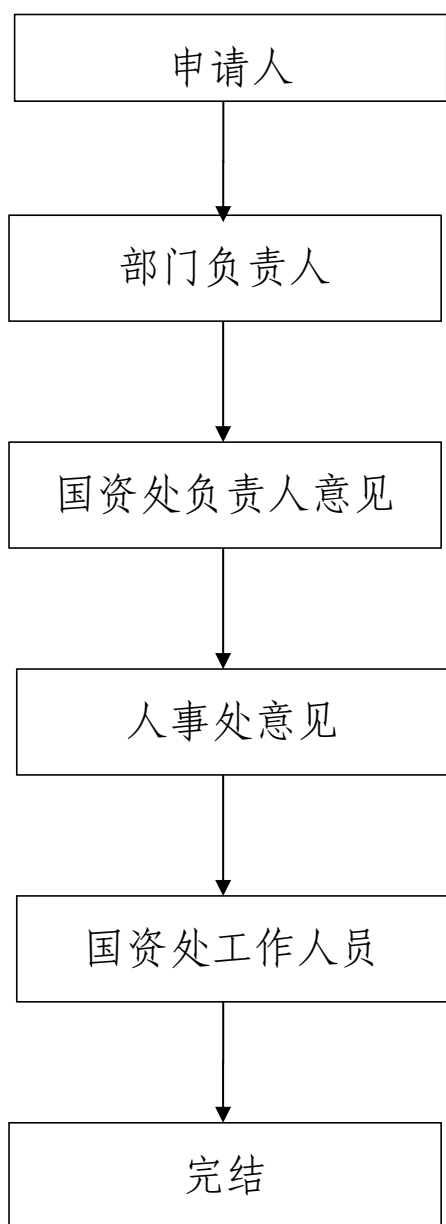 申请人
部门负责人
国资处负责人意见
人事处意见
国资处工作人员
完结